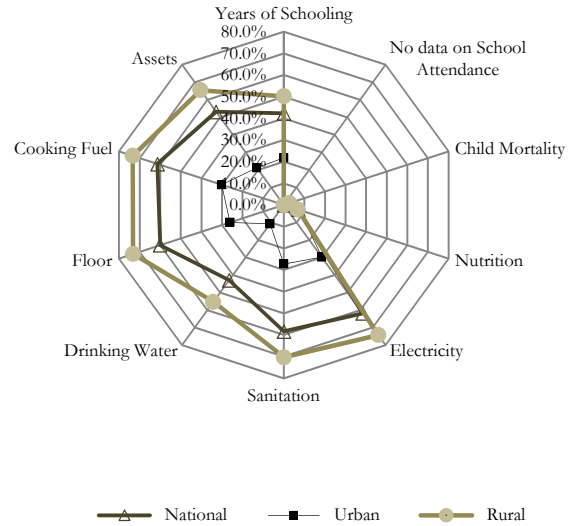 Years of Schooling
80.0%
70.0%
60.0%
50.0%
40.0%
30.0%
20.0%
10.0%
0.0%
No data on School
Attendance
Child Mortality
Nutrition
Electricity
Sanitation
Drinking Water
Floor
Cooking Fuel
Assets
National Urban Rural